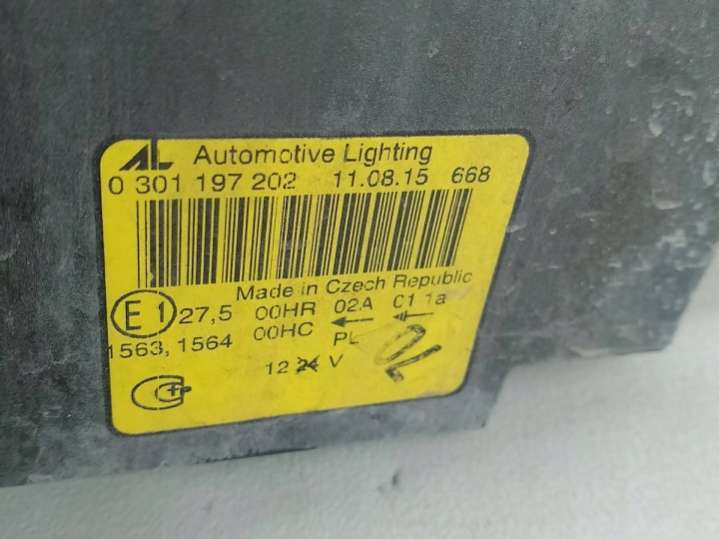 AL Automotive Lighting
0 301 197 202 11.08.15 668
Made in Czech Republic
E1 27,5 00HR 02A 01 1a
1563, 1564 00HC ← ←
PL
12 24 V